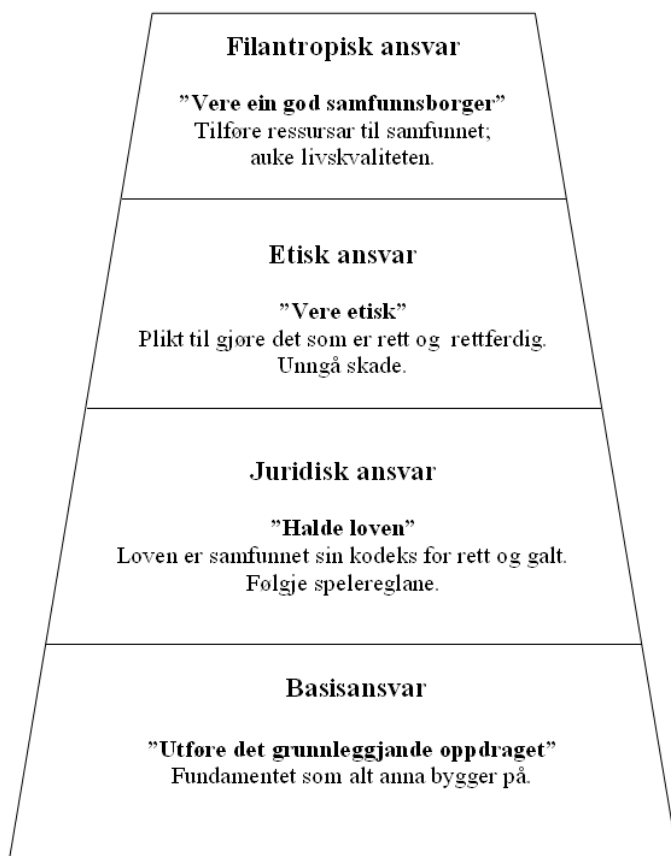 Filantropisk ansvar
”Vere ein god samfunnsborger”
Tilføre ressursar til samfunnet;
auke livskvaliteten.
Etisk ansvar
”Vere etisk”
Plikt til gjøre det som er rett og rettferdig.
Unngå skade.
Juridisk ansvar
”Halde loven”
Loven er samfunnet sin kodeks for rett og galt.
Følgje spelereglane.
Basisansvar
”Utføre det grunnleggjande oppdraget”
Fundamentet som alt anna bygger på.